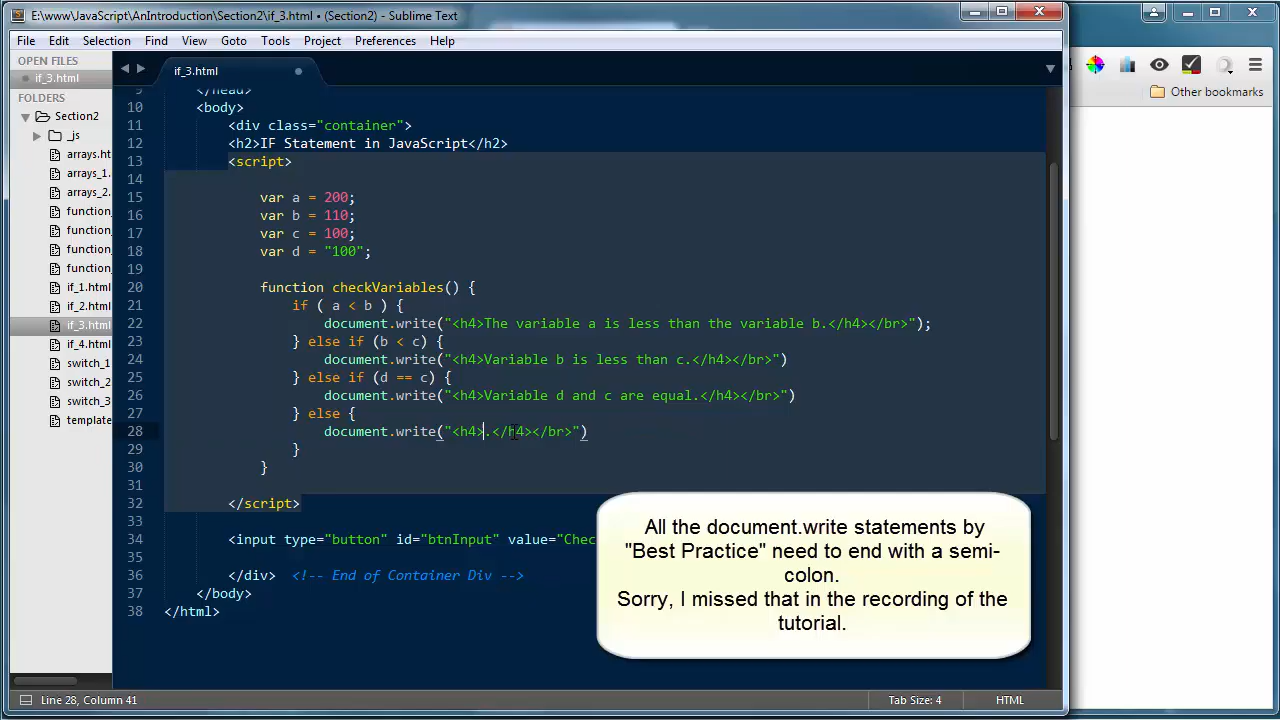 E:\www\JavaScript\AnIntroduction\Section2\if_3.html • (Section2) - Sublime Text
File Edit Selection Find View Goto Tools Project Preferences Help
OPEN FILES
if_3.html
FOLDERS
Section2
_js
arrays.ht
arrays_1.
arrays_2.
function_
function_
function_
function_
if_1.html
if_2.html
if_3.html
if_4.html
switch_1
switch_2
switch_3
template
if_3.html
9 </head>
10 <body>
11 <div class="container">
12 <h2>IF Statement in JavaScript</h2>
13 <script>
14
15 var a = 200;
16 var b = 110;
17 var c = 100;
18 var d = "100";
19
20 function checkVariables() {
21 if ( a < b ) {
22 document.write("<h4>The variable a is less than the variable b.</h4></br>");
23 } else if (b < c) {
24 document.write("<h4>Variable b is less than c.</h4></br>")
25 } else if (d == c) {
26 document.write("<h4>Variable d and c are equal.</h4></br>")
27 } else {
28 document.write("<h4>.</h4></br>")
29 }
30 }
31
32 </script>
33
34 <input type="button" id="btnInput" value="Chec
35
36 </div> <!-- End of Container Div -->
37 </body>
38 </html>
All the document.write statements by
"Best Practice" need to end with a semi-
colon.
Sorry, I missed that in the recording of the
tutorial.
Line 28, Column 41
Tab Size: 4
HTML
Other bookmarks